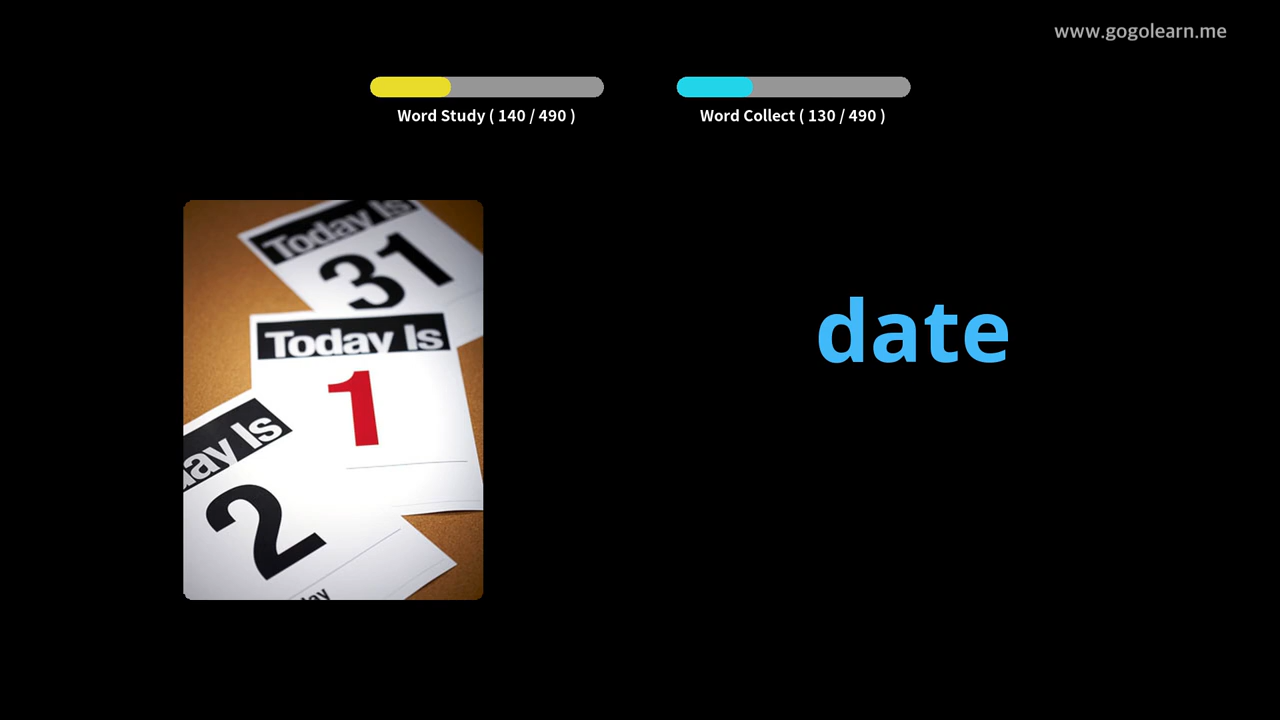 www.gogolearn.me
Word Study ( 140 / 490 )
Word Collect ( 130 / 490 )
Today Is
31
Today Is
1
ay Is
2
date